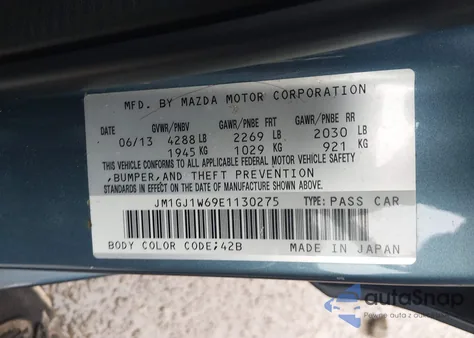 MFD. BY MAZDA MOTOR CORPORATION
GVWR/PNBV GAWR/PNBE FRT GAWR/PNBE RR
06/13 4288 LB 2269 LB 2030 LB
1945 KG 1029 KG 921 KG
THIS VEHICLE CONFORMS TO ALL APPLICABLE FEDERAL MOTOR VEHICLE SAFETY,
,BUMPER,AND THEFT PREVENTION
STANDARDS IN EFFECT ON THE DATE OF MANUFACTURE SHOWN ABOVE.
JM1GJ1W69E1130275 TYPE: PASS CAR
BODY COLOR CODE;42B MADE IN JAPAN
autoSnap
Pewne auto z aukcji